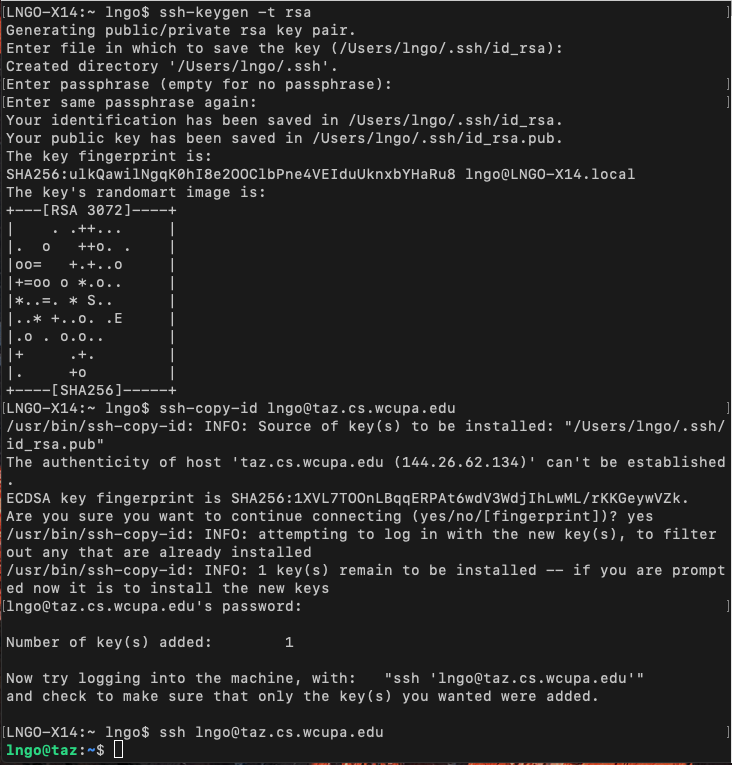 [LNGO-X14:~ lngo$ ssh-keygen -t rsa ]
Generating public/private rsa key pair.
Enter file in which to save the key (/Users/lngo/.ssh/id_rsa):
Created directory '/Users/lngo/.ssh'.
[Enter passphrase (empty for no passphrase): ]
[Enter same passphrase again: ]
Your identification has been saved in /Users/lngo/.ssh/id_rsa.
Your public key has been saved in /Users/lngo/.ssh/id_rsa.pub.
The key fingerprint is:
SHA256:ulkQawilNgqK0hI8e2OOClbPne4VEIduUknxbYHaRu8 lngo@LNGO-X14.local
The key's randomart image is:
+---[RSA 3072]----+
|    . .++...     |
|.  o   ++o. .    |
|oo=   +.+..o     |
|+=oo o *.o..     |
|*..=. * S..      |
|..* +..o. .E     |
|.o . o.o..       |
|+     .+.        |
|.     +o         |
+----[SHA256]-----+
[LNGO-X14:~ lngo$ ssh-copy-id lngo@taz.cs.wcupa.edu ]
/usr/bin/ssh-copy-id: INFO: Source of key(s) to be installed: "/Users/lngo/.ssh/
id_rsa.pub"
The authenticity of host 'taz.cs.wcupa.edu (144.26.62.134)' can't be established
.
ECDSA key fingerprint is SHA256:1XVL7TOOnLBqqERPAt6wdV3WdjIhLwML/rKKGeywVZk.
Are you sure you want to continue connecting (yes/no/[fingerprint])? yes
/usr/bin/ssh-copy-id: INFO: attempting to log in with the new key(s), to filter
out any that are already installed
/usr/bin/ssh-copy-id: INFO: 1 key(s) remain to be installed -- if you are prompt
ed now it is to install the new keys
[lngo@taz.cs.wcupa.edu's password: ]
Number of key(s) added:        1
Now try logging into the machine, with:   "ssh 'lngo@taz.cs.wcupa.edu'"
and check to make sure that only the key(s) you wanted were added.
[LNGO-X14:~ lngo$ ssh lngo@taz.cs.wcupa.edu ]
lngo@taz:~$